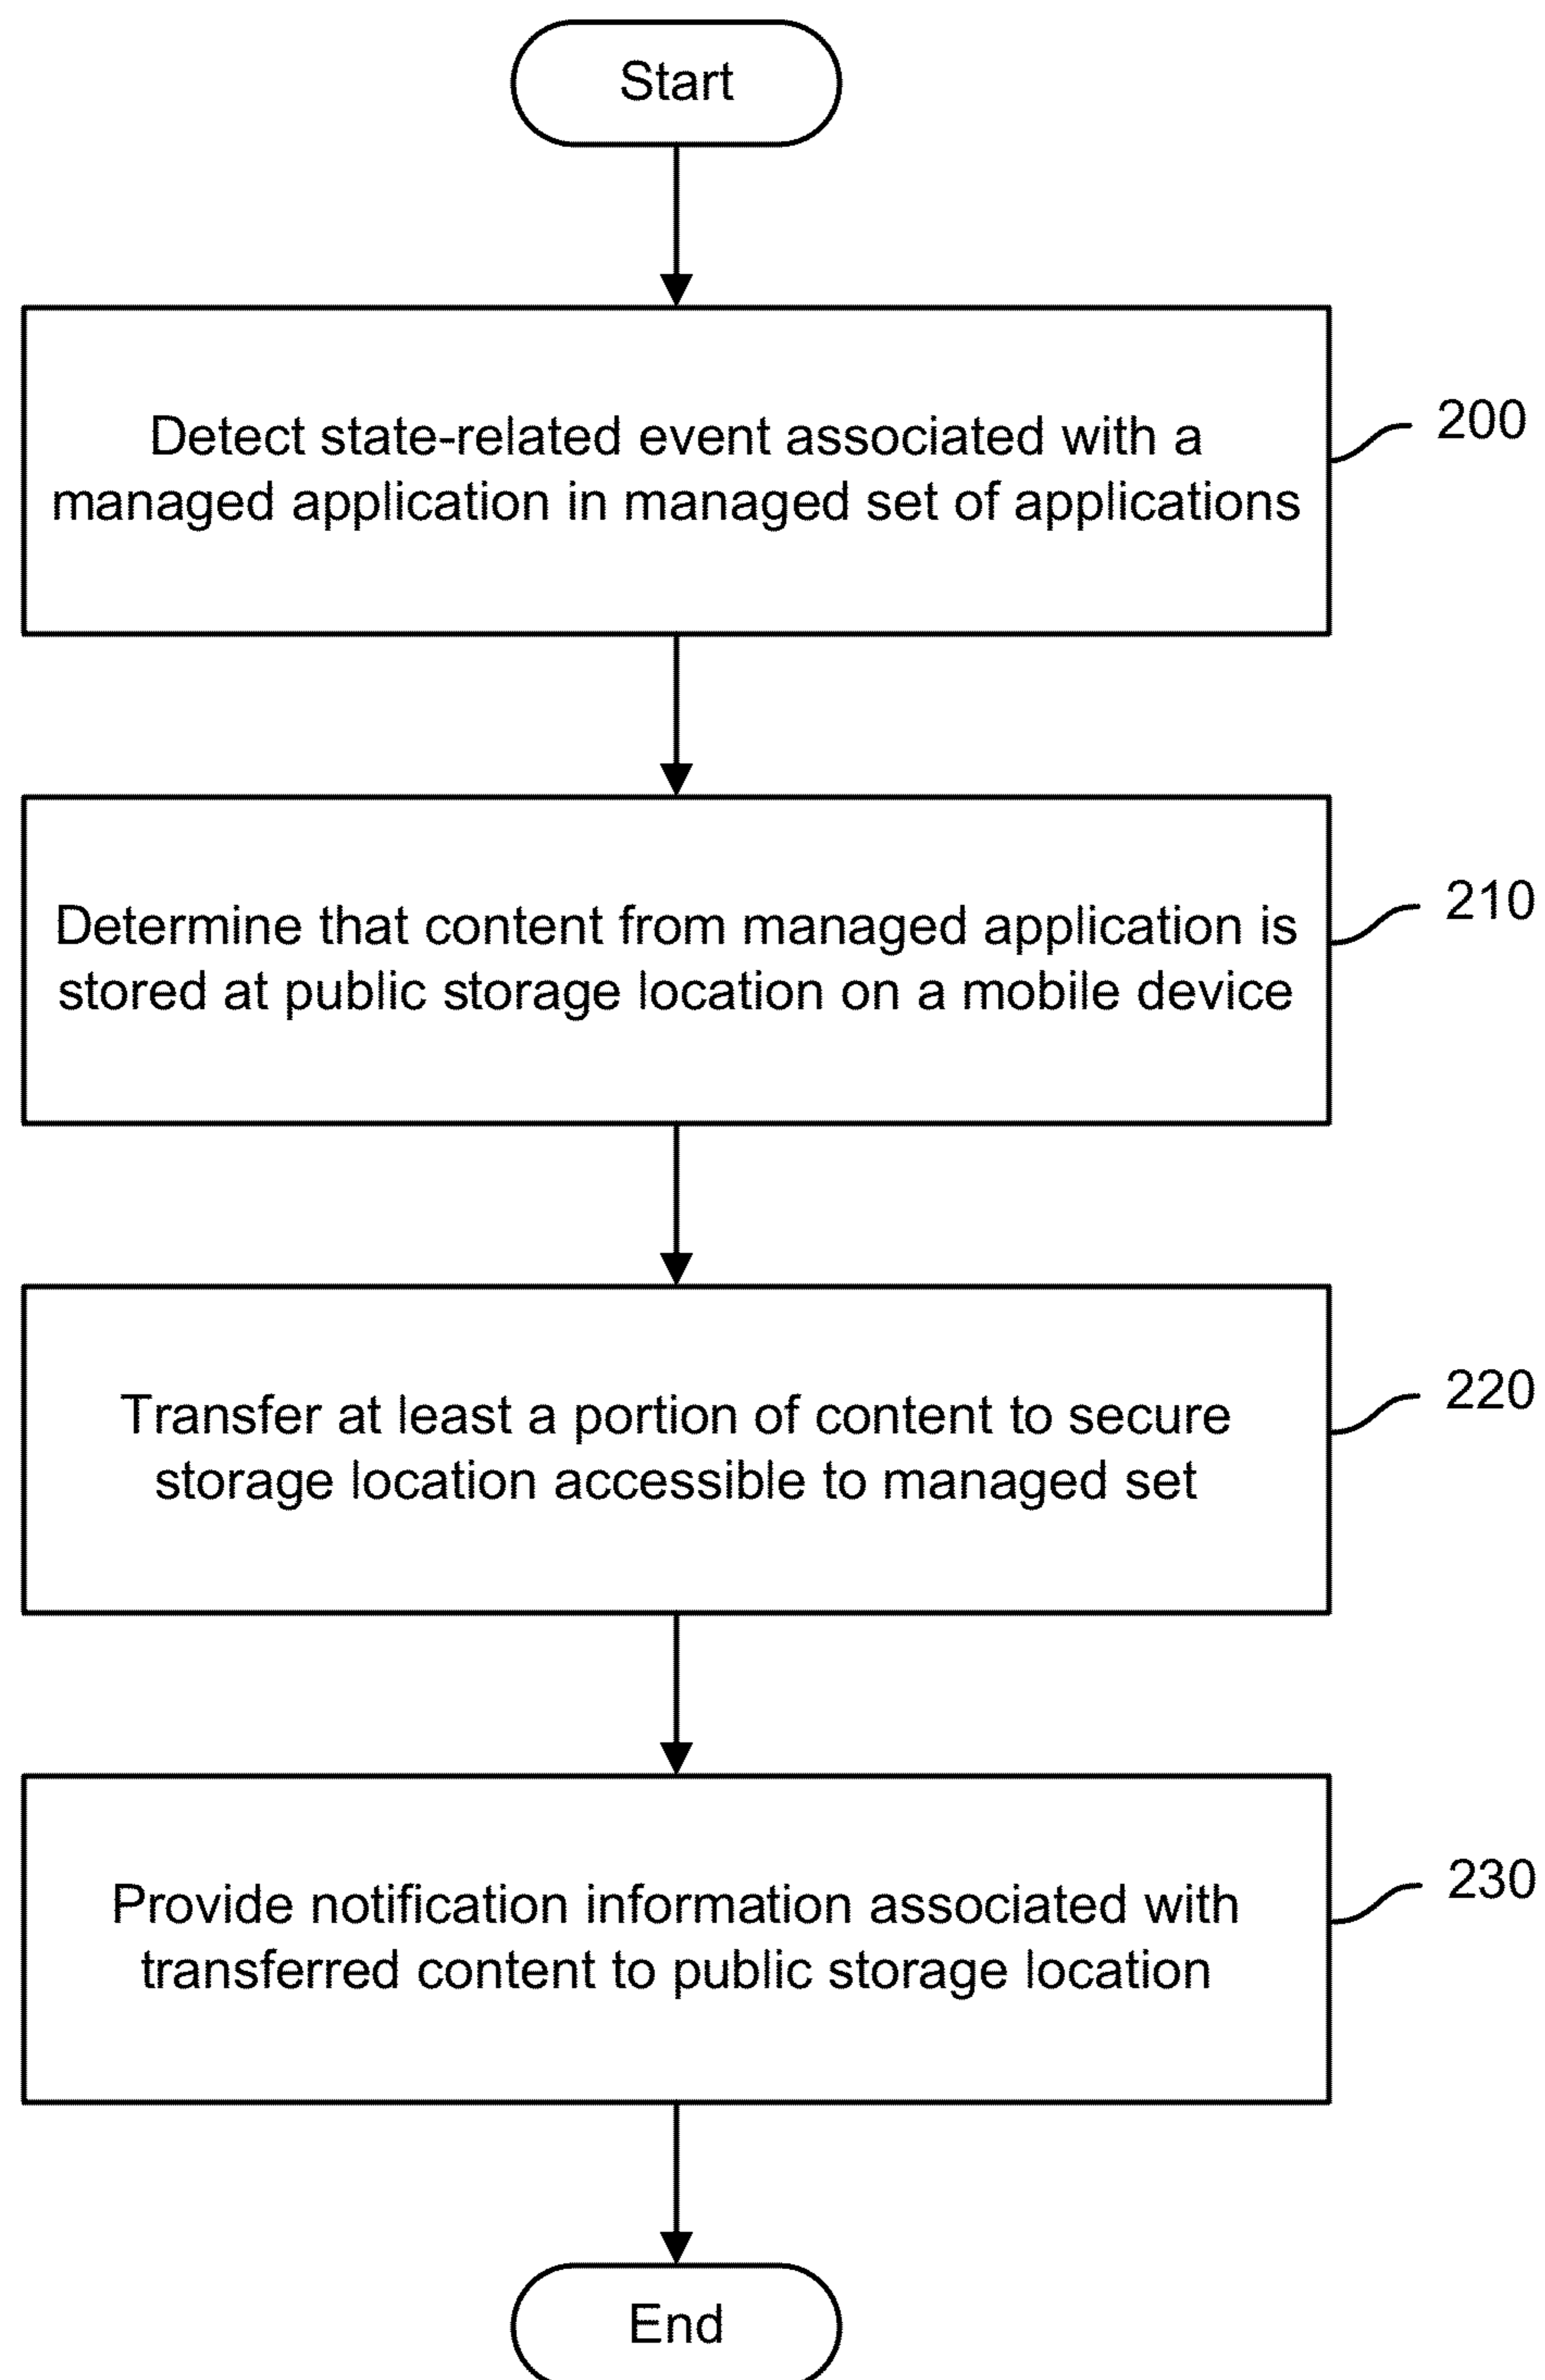 Start
Detect state-related event associated with a
managed application in managed set of applications
200
Determine that content from managed application is
stored at public storage location on a mobile device
210
Transfer at least a portion of content to secure
storage location accessible to managed set
220
Provide notification information associated with
transferred content to public storage location
230
End